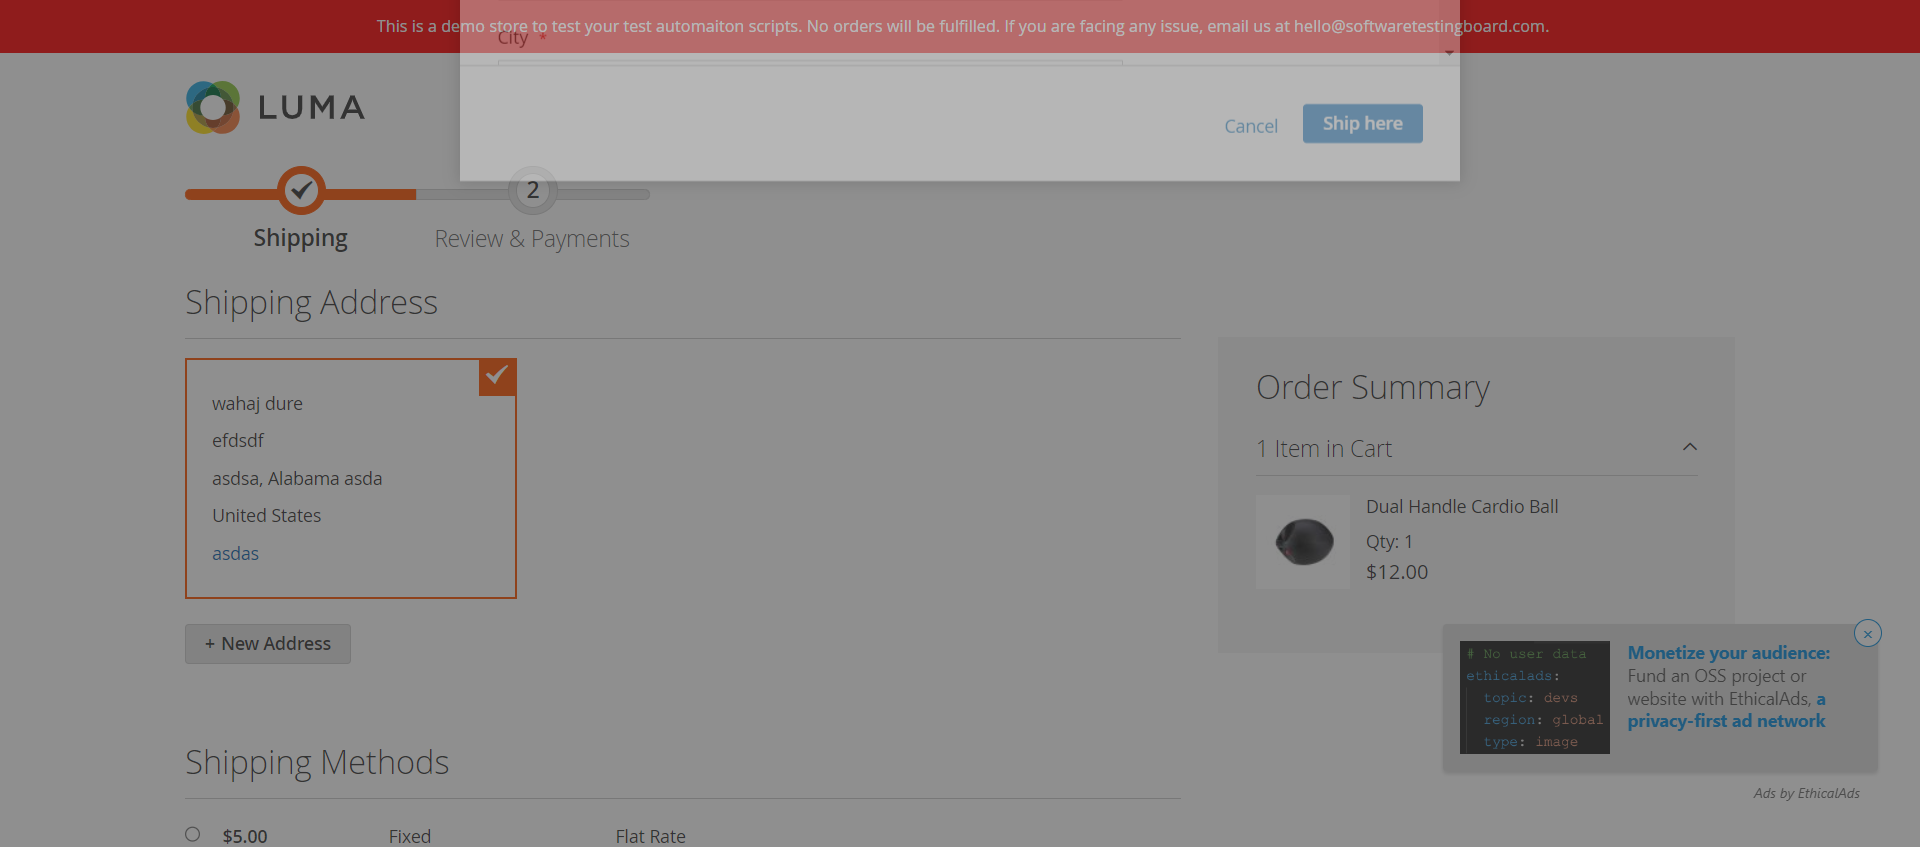 This is a demo store to test your test automaiton scripts. No orders will be fulfilled. If you are facing any issue, email us at hello@softwaretestingboard.com.
City *
LUMA
Cancel
Ship here
2
Shipping
Review & Payments
Shipping Address
wahaj dure
efdsdf
asdsa, Alabama asda
United States
asdas
+ New Address
Order Summary
1 Item in Cart
Dual Handle Cardio Ball
Qty: 1
$12.00
# No user data
ethicalads:
topic: devs
region: global
type: image
Monetize your audience:
Fund an OSS project or
website with EthicalAds, a
privacy-first ad network
Ads by EthicalAds
Shipping Methods
$5.00 Fixed Flat Rate